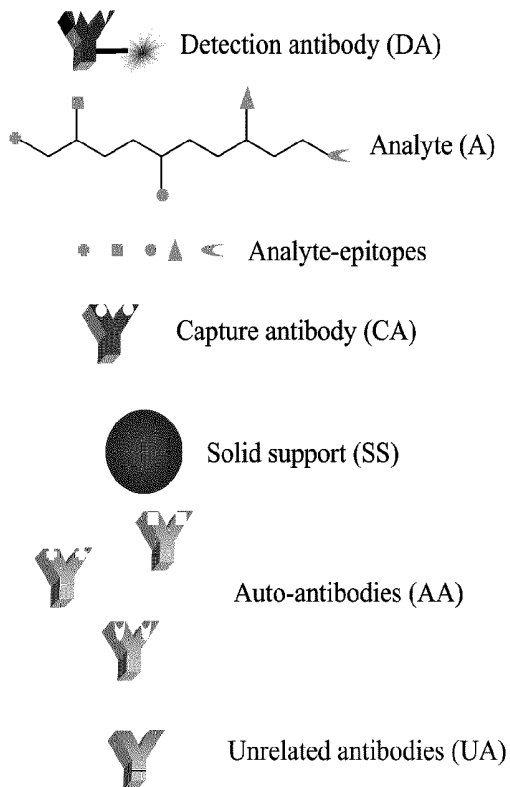 Detection antibody (DA)
Analyte (A)
Analyte-epitopes
Capture antibody (CA)
Solid support (SS)
Auto-antibodies (AA)
Unrelated antibodies (UA)